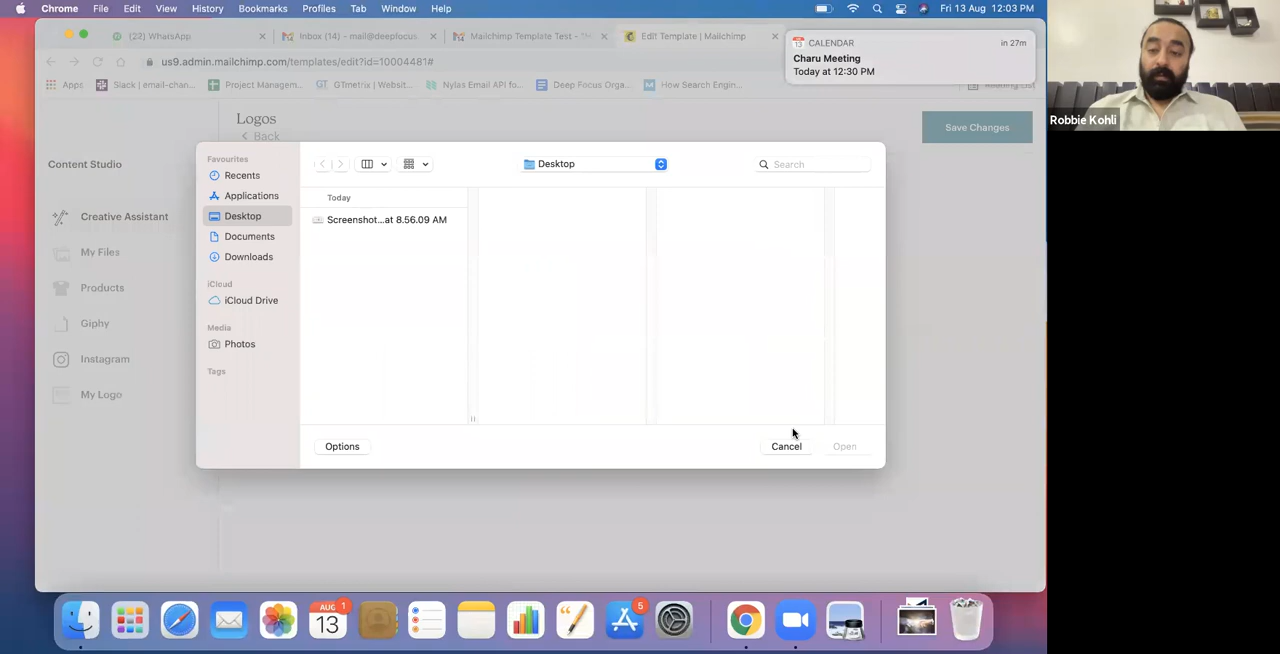 Chrome File Edit View History Bookmarks Profiles Tab Window Help Fri 13 Aug 12:03 PM
(23) WhatsApp Inbox (14) - mail@deepfocus. Mailchimp Template Test - "H Edit Template | Mailchimp
CALENDAR in 27m
Charu Meeting
Today at 12:30 PM
us9.admin.mailchimp.com/templates/edit?id=10004481#
Apps Slack | email-chan... Project Managem... GTmetrix | Websit... Nylas Email API fo... Deep Focus Orga... How Search Engin... Reading List
Logos
Back
Save Changes
Content Studio
Creative Assistant
My Files
Products
Giphy
Instagram
My Logo
Favourites
Recents
Applications
Desktop
Documents
Downloads
iCloud
iCloud Drive
Media
Photos
Tags
Desktop
Search
Today
Screenshot...at 8.56.09 AM
Options
Cancel
Open
Robbie Kohli
AUG 1
13
5